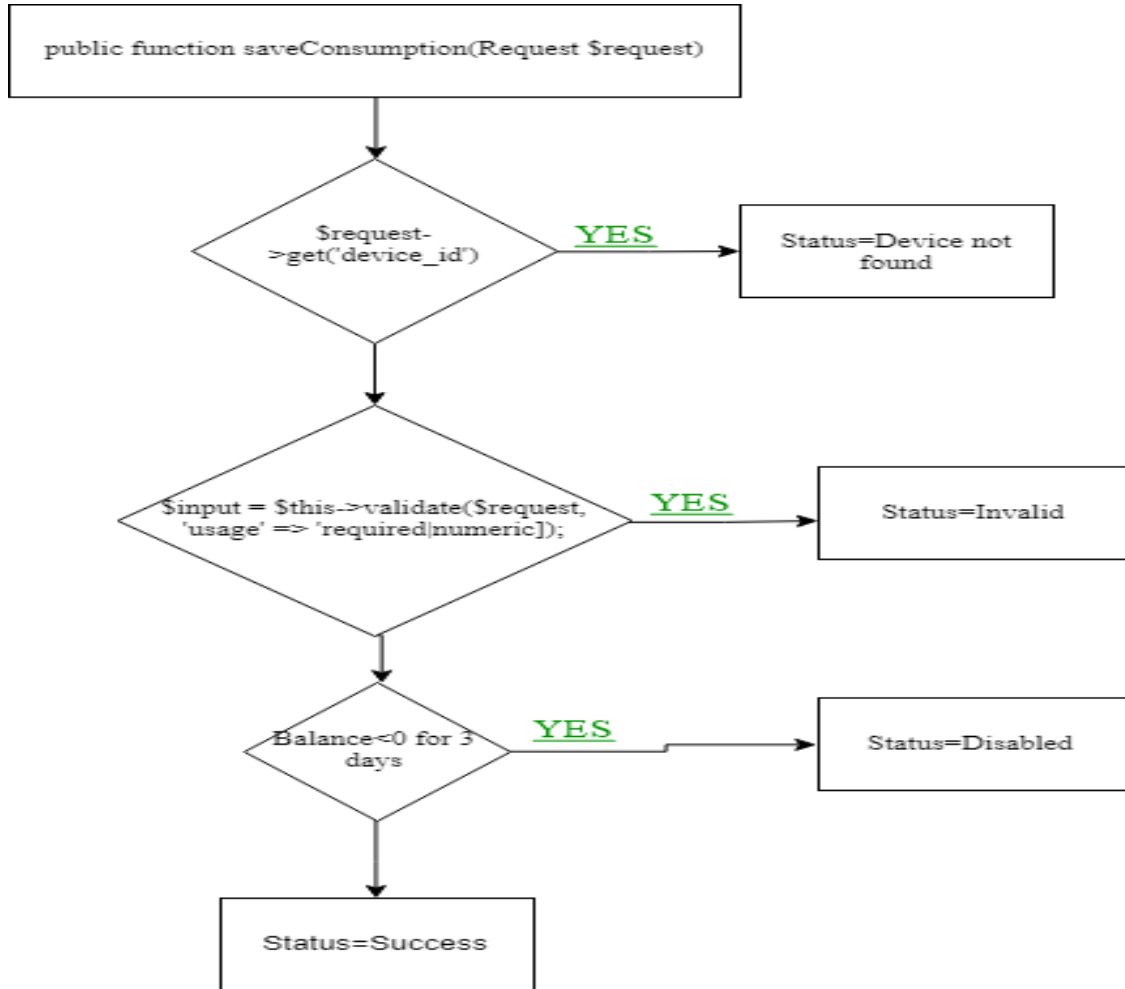 public function saveConsumption(Request $request)
$request-
>get('device_id')
YES
Status=Device not
found
$input = $this->validate($request,
'usage' => 'required|numeric]);
YES
Status=Invalid
Balance<0 for 3
days
YES
Status=Disabled
Status=Success